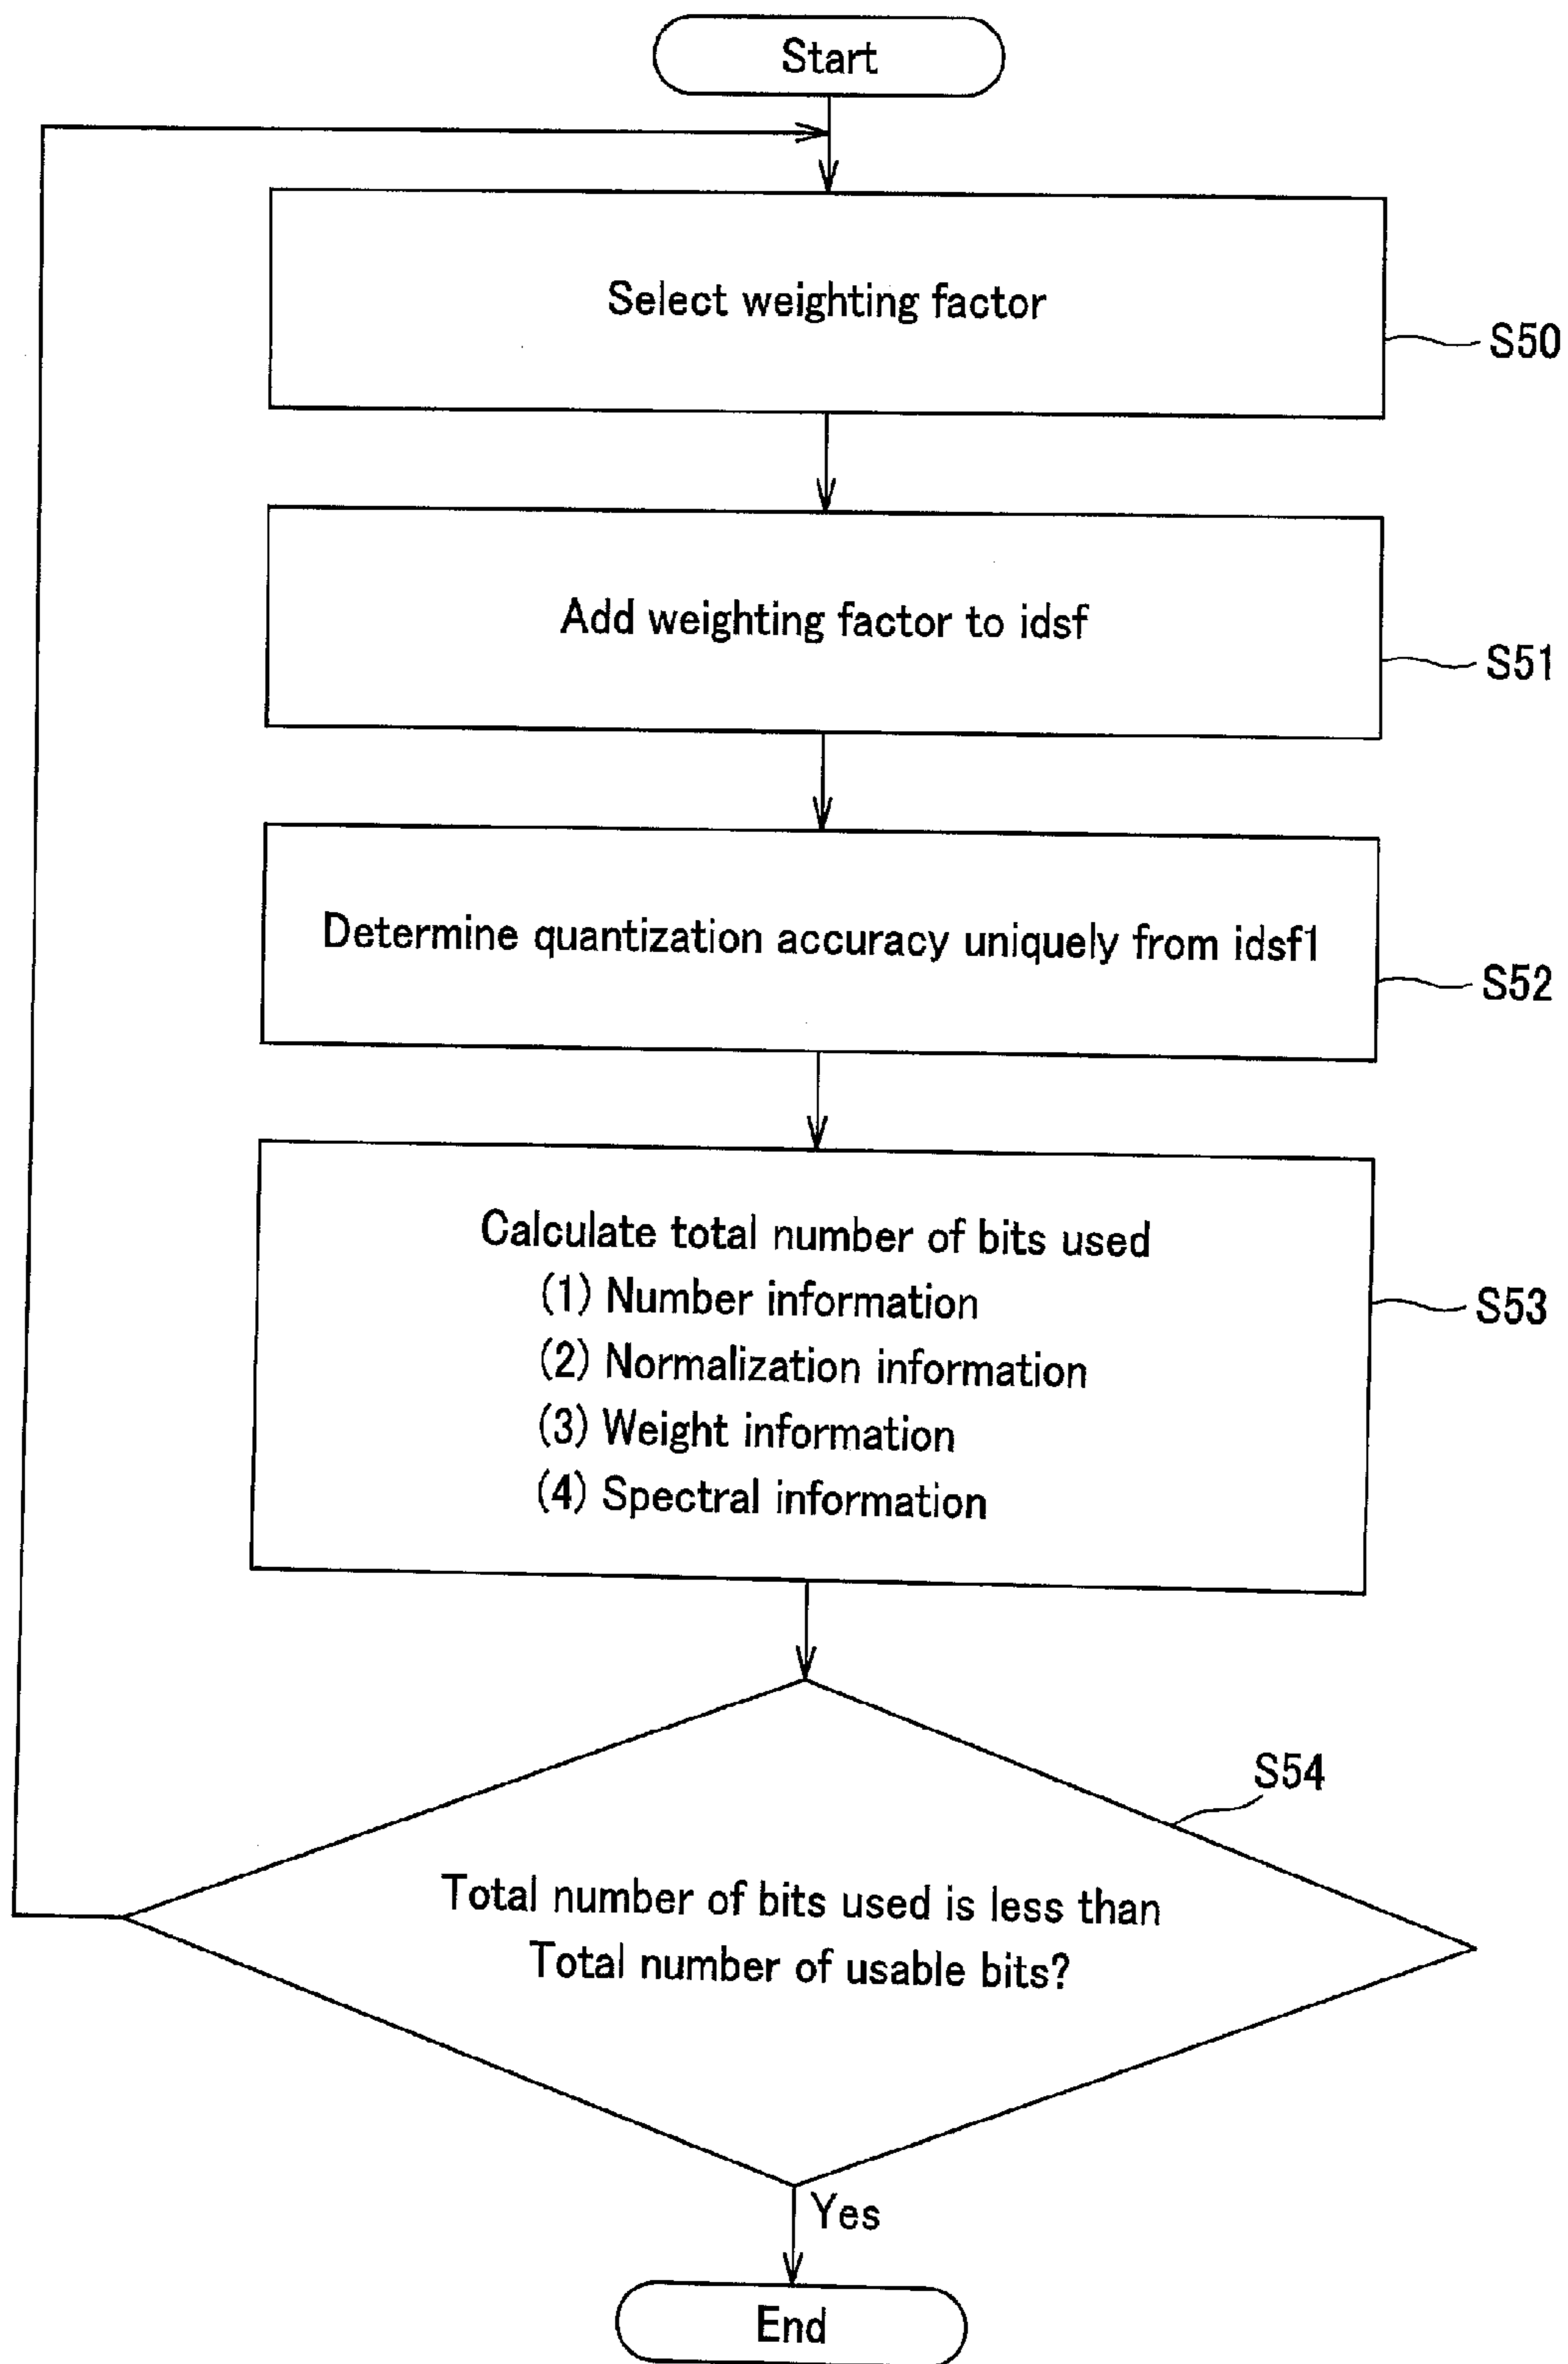 Start
Select weighting factor
S50
Add weighting factor to idsf
S51
Determine quantization accuracy uniquely from idsf1
S52
Calculate total number of bits used
(1) Number information
(2) Normalization information
(3) Weight information
(4) Spectral information
S53
S54
Total number of bits used is less than
Total number of usable bits?
Yes
End